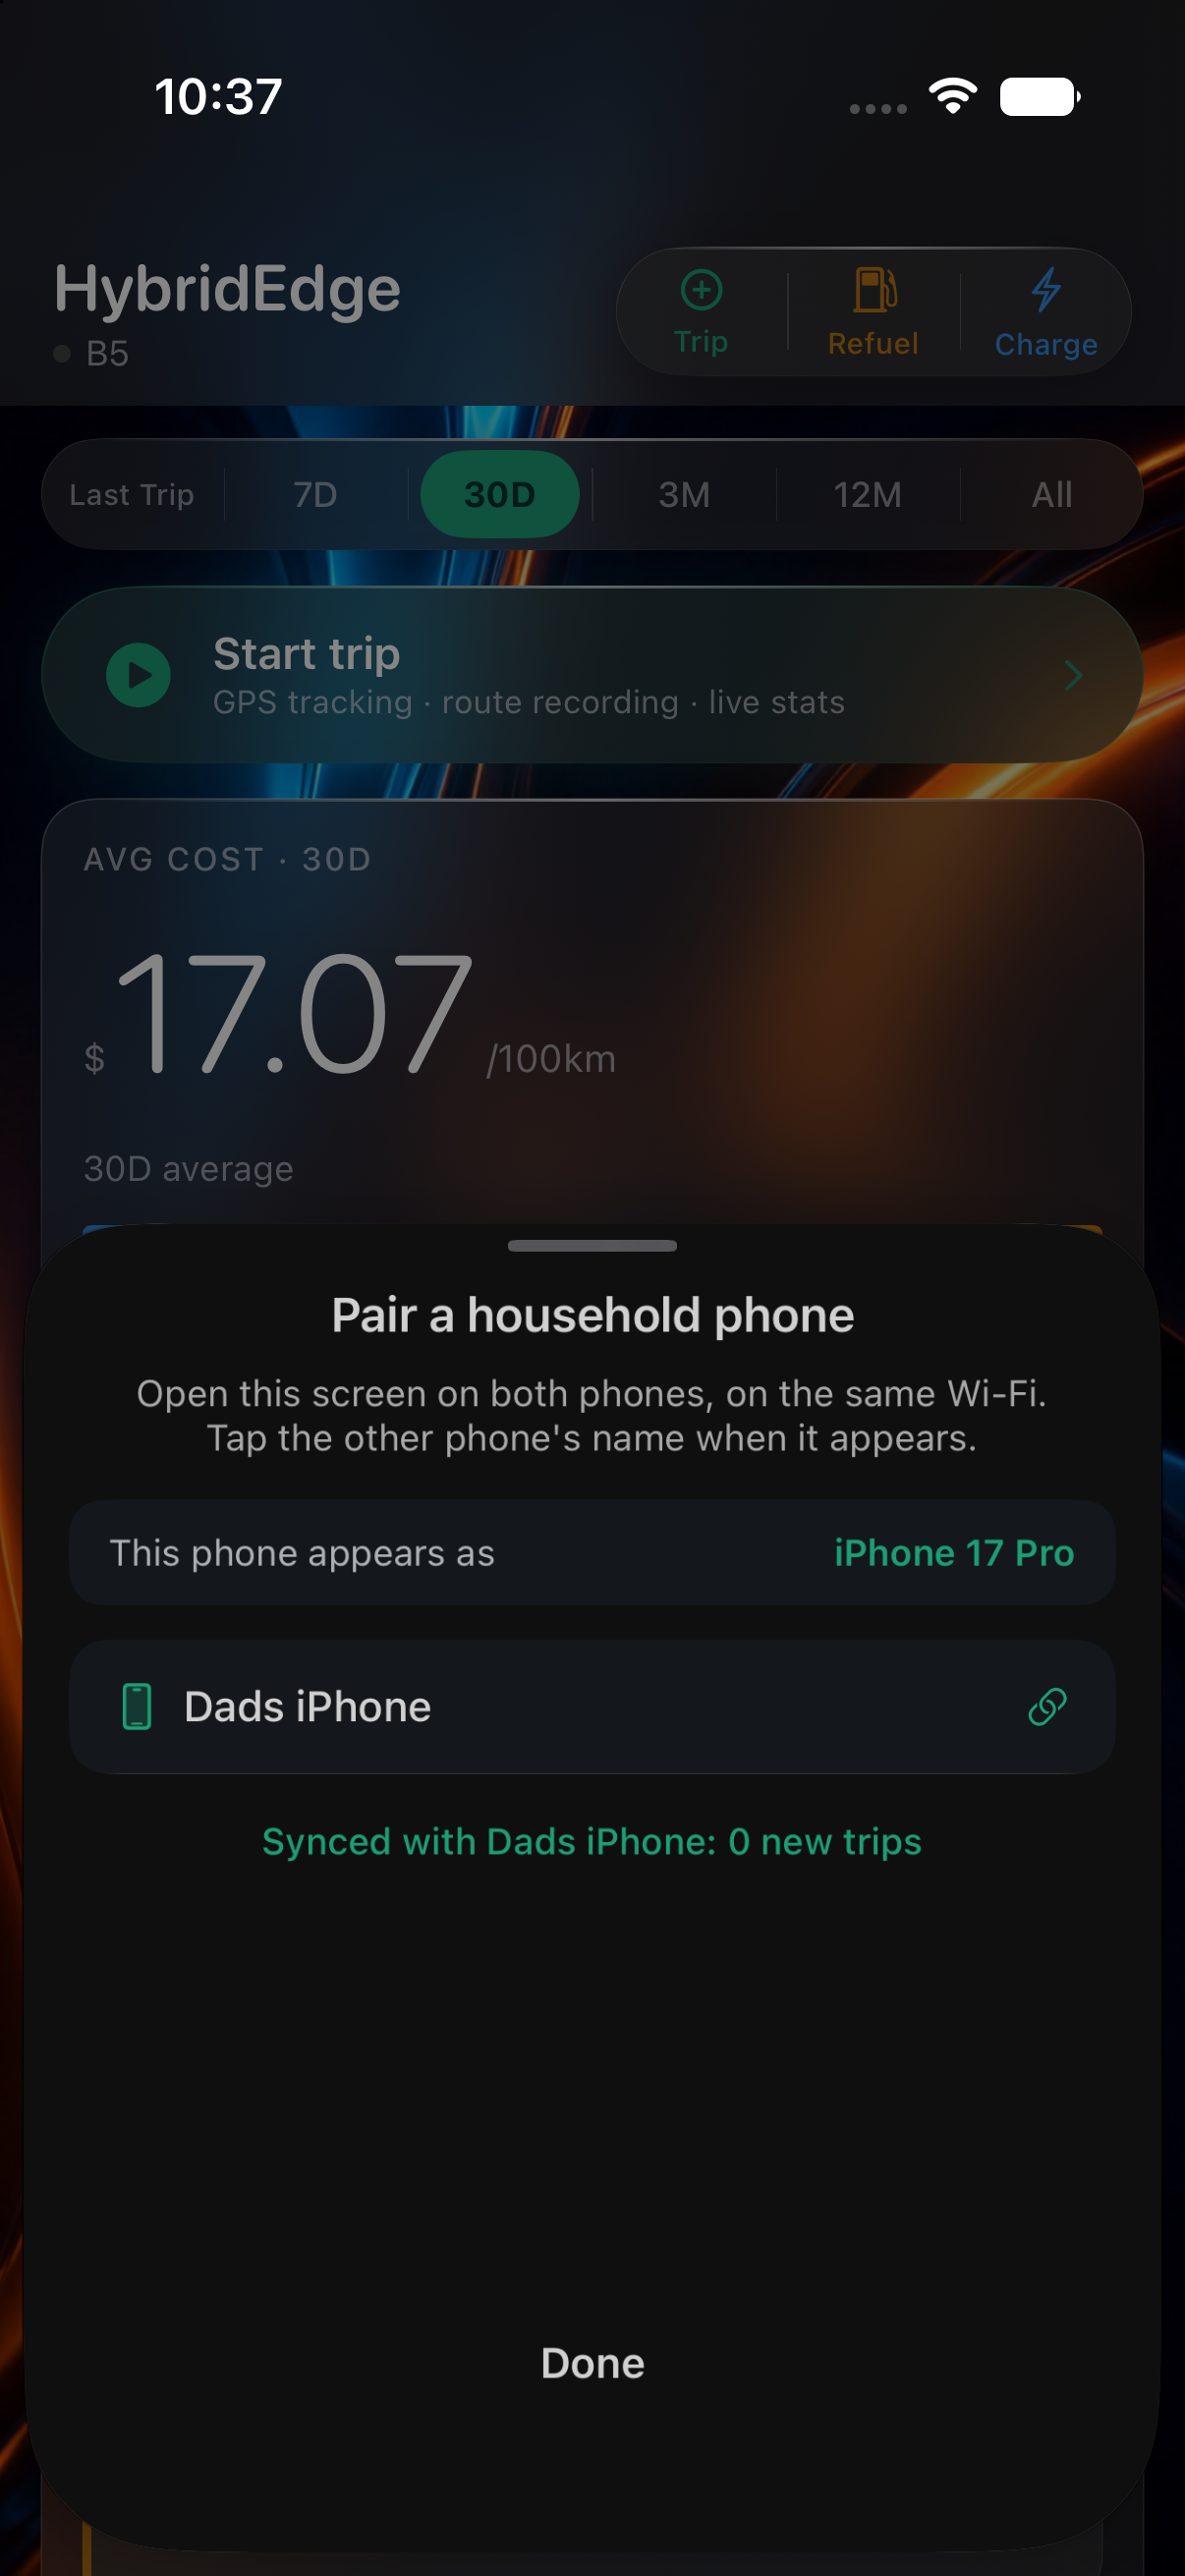 10:37
HybridEdge
B5
Trip
Refuel
Charge
Last Trip
7D
30D
3M
12M
All
Start trip
GPS tracking · route recording · live stats
AVG COST · 30D
$17.07/100km
30D average
Pair a household phone
Open this screen on both phones, on the same Wi-Fi.
Tap the other phone's name when it appears.
This phone appears as
iPhone 17 Pro
Dads iPhone
Synced with Dads iPhone: 0 new trips
Done